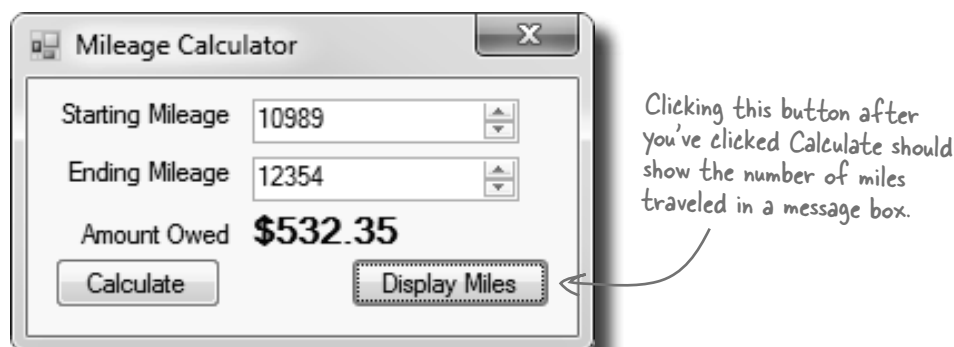 Mileage Calculator
X
Starting Mileage 10989
Ending Mileage 12354
Amount Owed $532.35
Calculate Display Miles
Clicking this button after
you've clicked Calculate should
show the number of miles
traveled in a message box.